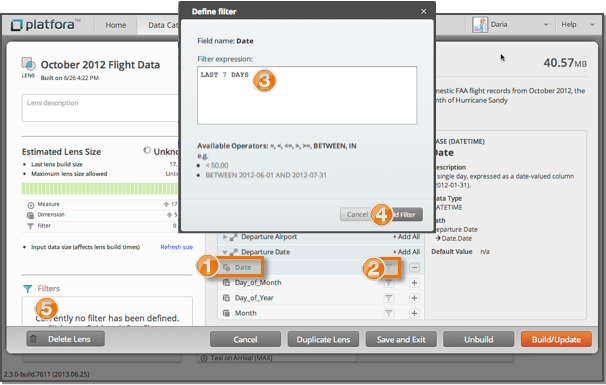 platfora™
Home
Data Cat
Daria
Help
LENS
October 2012 Flight Data
Built on 6/26 4:22 PM
40.57MB
Lens description
mestic FAA flight records from October 2012, the
nth of Hurricane Sandy
Define filter
×
Field name: Date
Filter expression:
LAST 7 DAYS
3
Available Operators: =, <, <=, >, >=, BETWEEN, IN
e.g.
• < 50.00
• BETWEEN 2012-06-01 AND 2012-07-31
Cancel
4
dd Filter
Estimated Lens Size
Unkno
• Last lens build size
17.
• Maximum lens size allowed
Unli
Measure
17
Dimension
5
Filter
0
• Input data size (affects lens build times)
Refresh size
Filters
5
Currently no filter has been defined.
Departure Airport
+ Add All
Departure Date
+ Add All
1
Date
2
Day_of_Month
Day_of_Year
Month
ASE (DATETIME)
Date
scription
single day, expressed as a date-valued column
012-01-31).
ata Type
ATETIME
ath
Departure Date
→Date.Date
Default Value n/a
Delete Lens
Cancel
Duplicate Lens
Save and Exit
Unbuild
Build/Update
Taxi on Arrival (MAX)
2.3.0-build.7611 (2013.06.25)